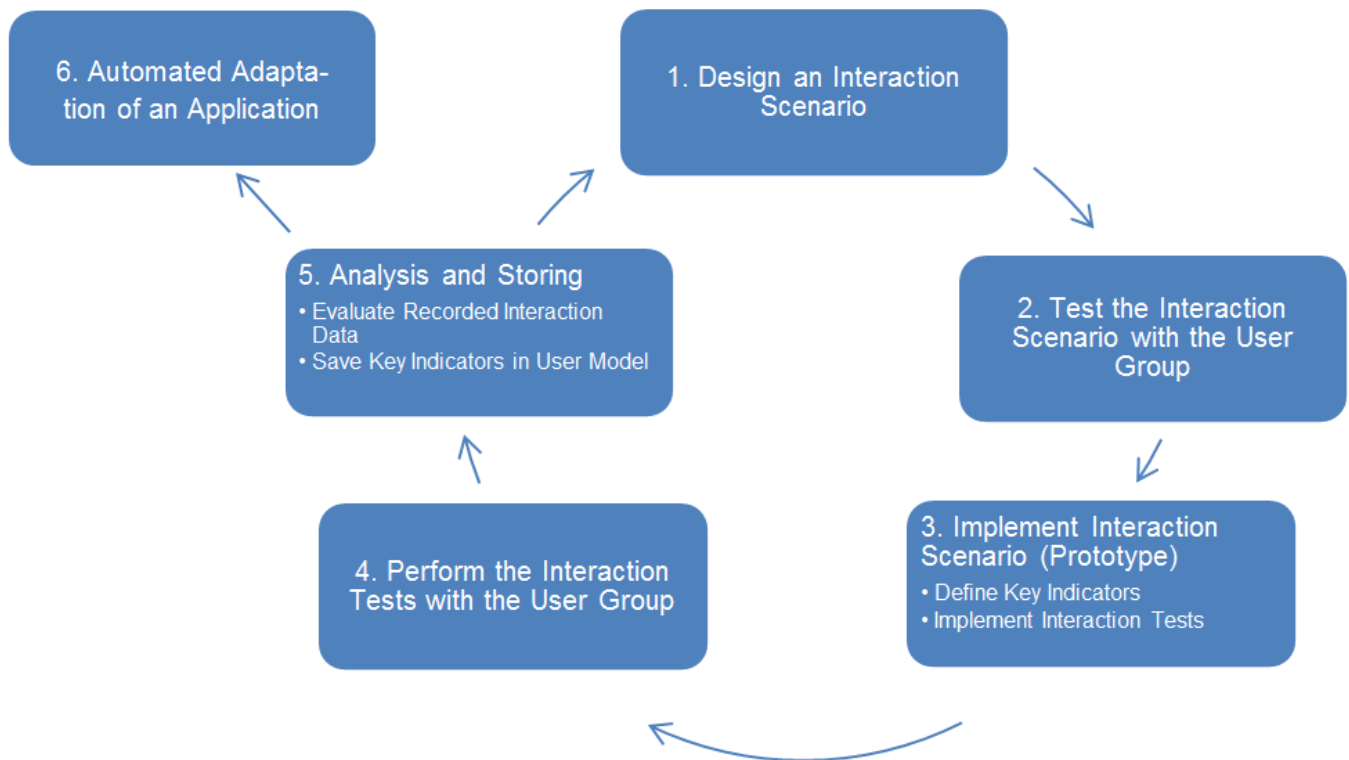 6. Automated Adapta-
tion of an Application
1. Design an Interaction
Scenario
5. Analysis and Storing
• Evaluate Recorded Interaction
Data
• Save Key Indicators in User Model
2. Test the Interaction
Scenario with the User
Group
4. Perform the Interaction
Tests with the User Group
3. Implement Interaction
Scenario (Prototype)
• Define Key Indicators
• Implement Interaction Tests